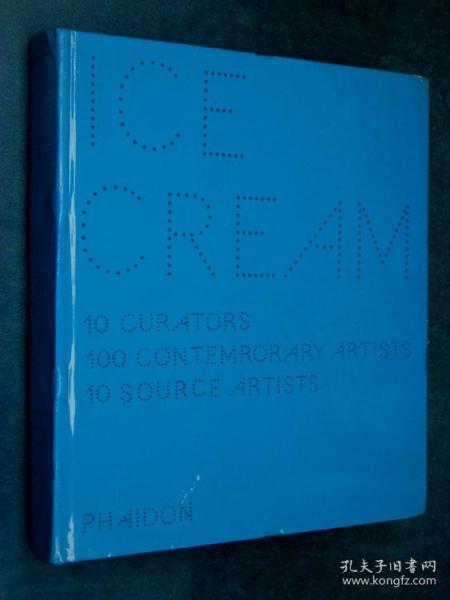 ICE
CREAM
10 CURATORS
100 CONTEMRORARY ARTISTS
10 SOURCE ARTISTS
PHAIDON
孔夫子旧书网
www.kongfz.com